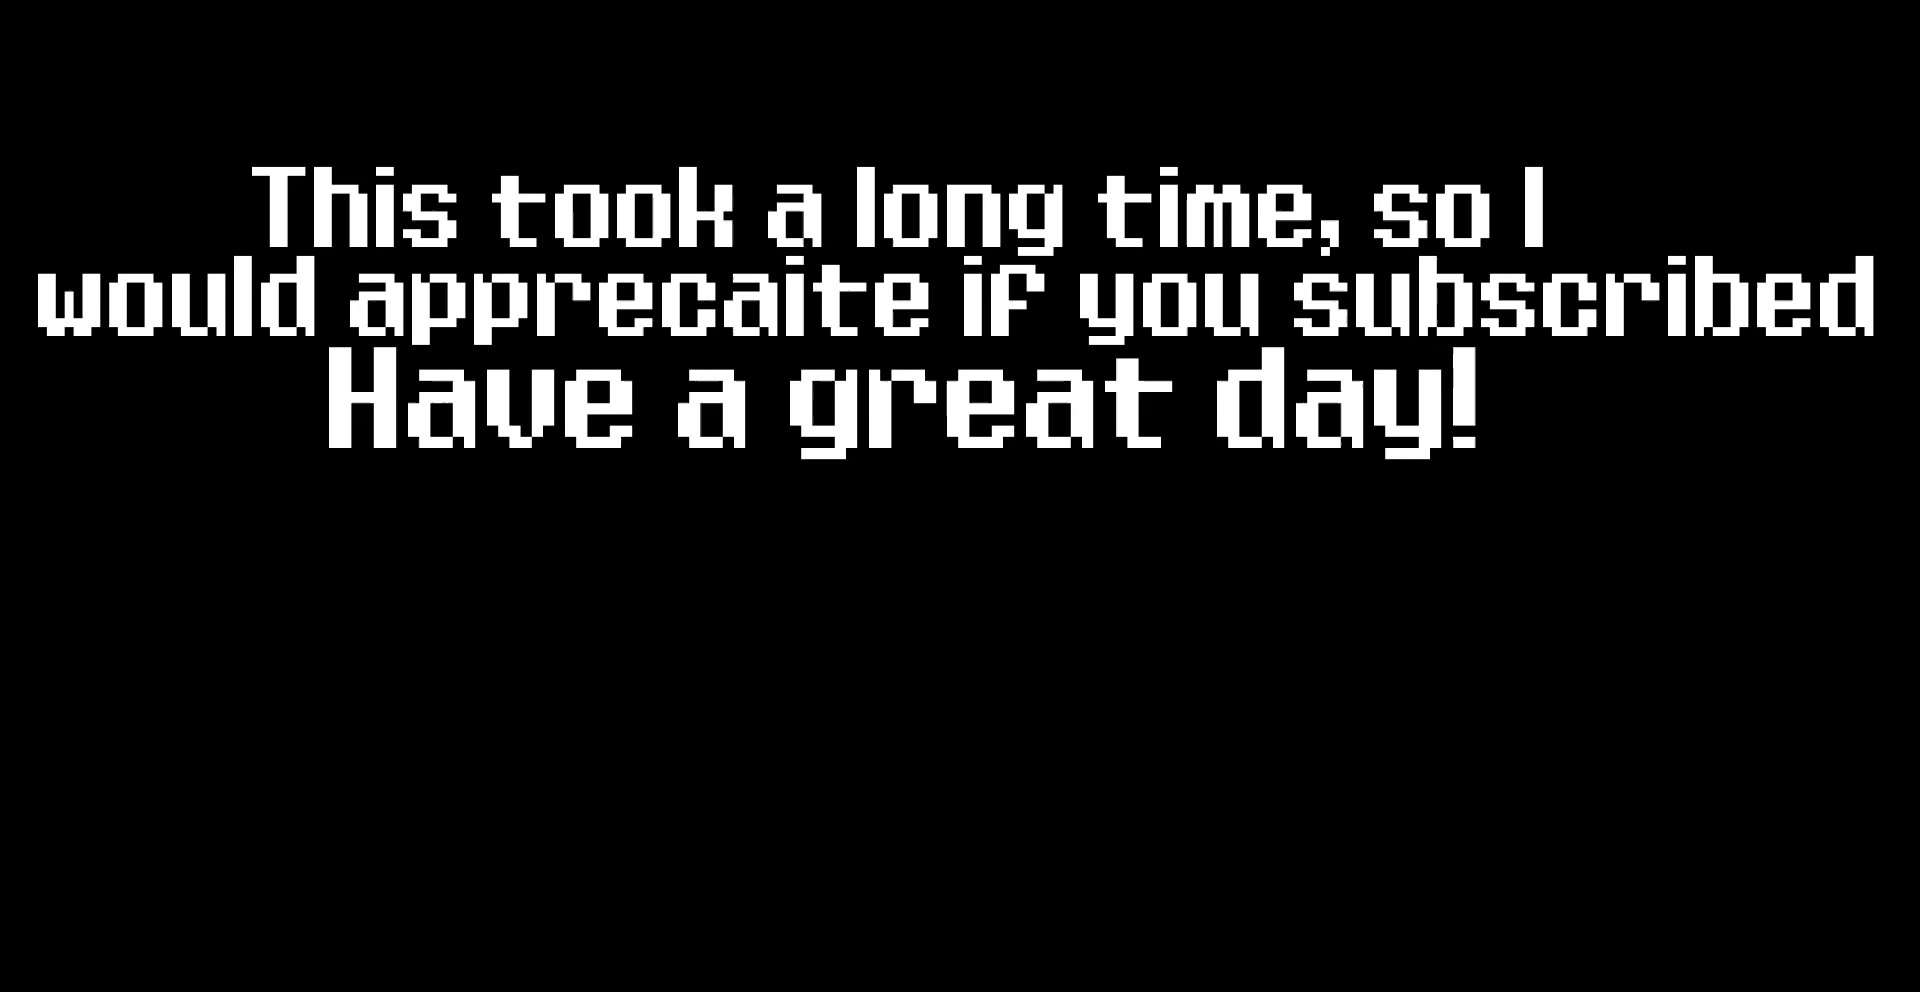 This took a long time, so I
would apprecaite if you subscribed
Have a great day!